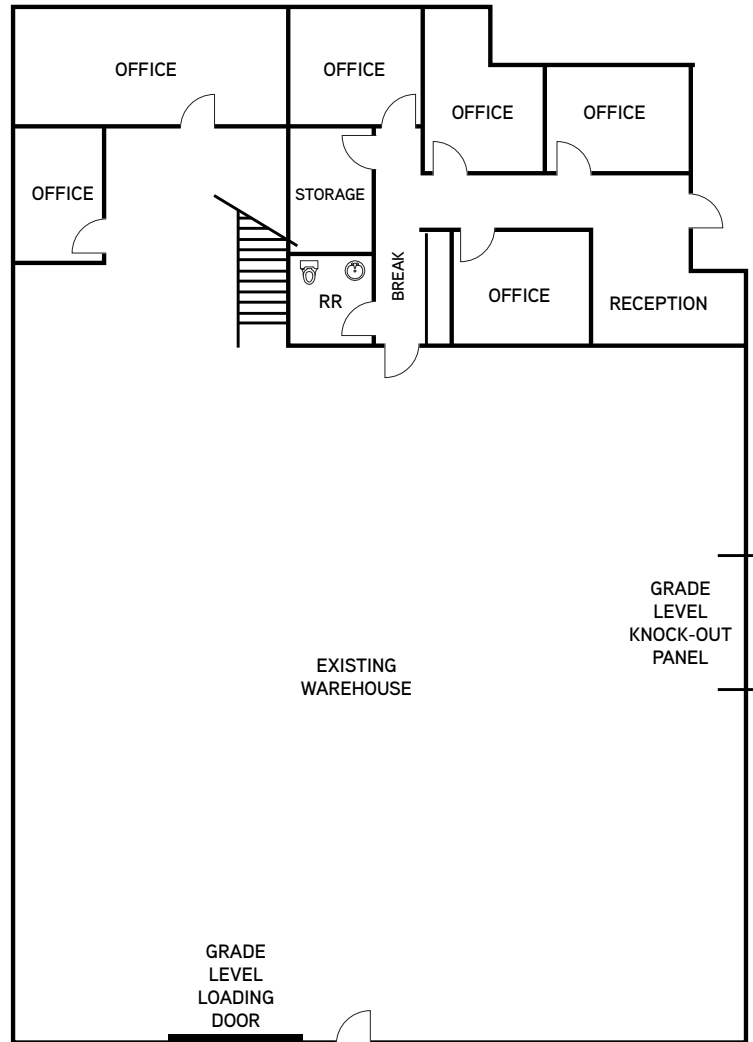 OFFICE
OFFICE
OFFICE
OFFICE
OFFICE
STORAGE
BREAK
RR
OFFICE
RECEPTION
GRADE
LEVEL
KNOCK-OUT
PANEL
EXISTING
WAREHOUSE
GRADE
LEVEL
LOADING
DOOR